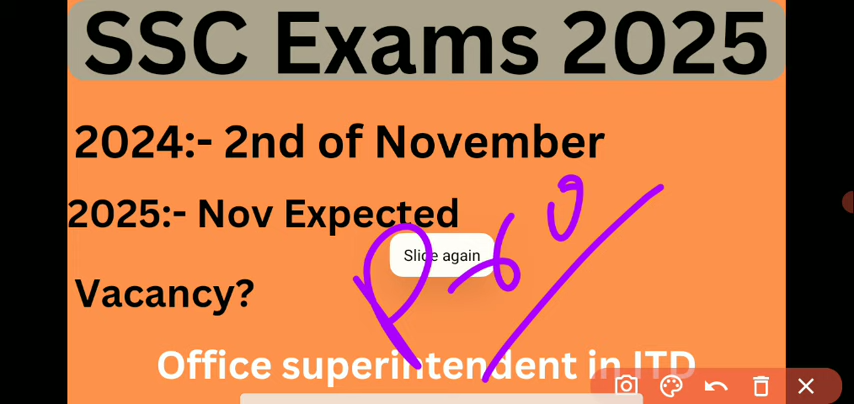 SSC Exams 2025
2024:- 2nd of November
2025:- Nov Expected
Slide again
Vacancy?
Office superintendent in ITD